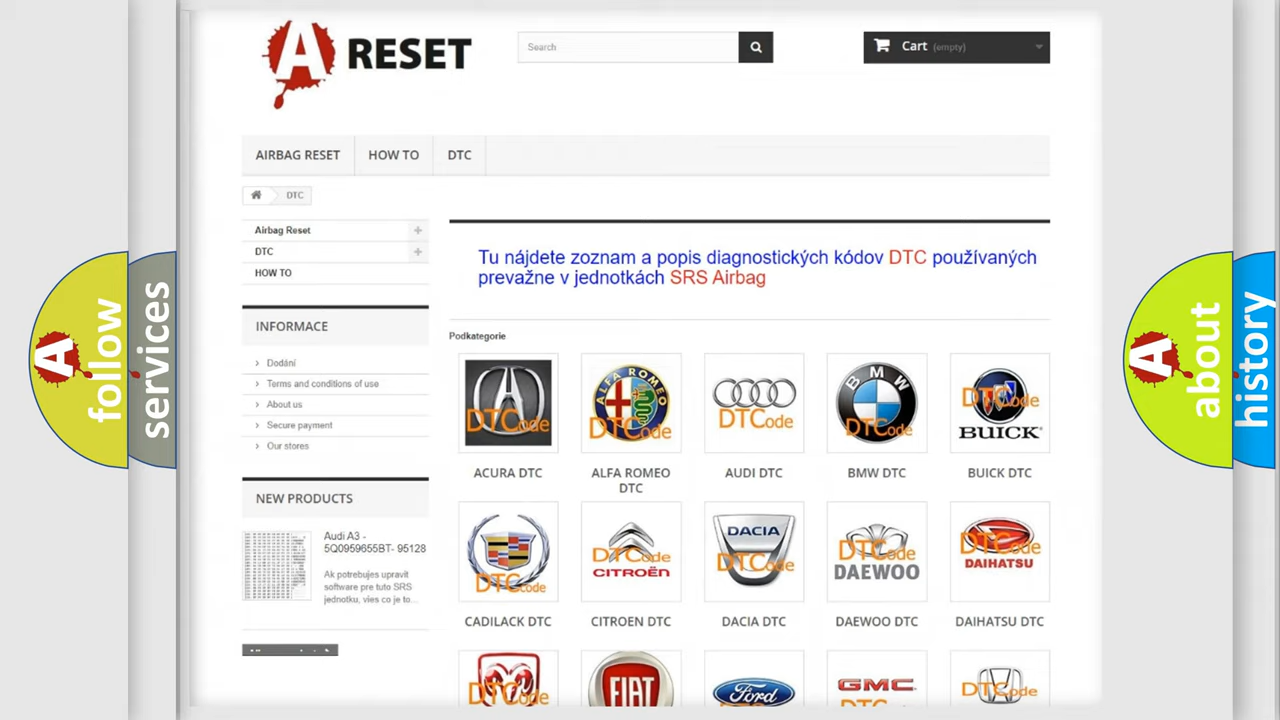 A RESET
Search
Cart (empty)
AIRBAG RESET
HOW TO
DTC
DTC
Airbag Reset
DTC
HOW TO
Tu nájdete zoznam a popis diagnostických kódov DTC používaných
prevažne v jednotkách SRS Airbag
INFORMACE
Dodání
Terms and conditions of use
About us
Secure payment
Our stores
NEW PRODUCTS
Audi A3 -
5Q0959655BT- 95128
Ak potrebujes upravit
software pre tuto SRS
jednotku, vies co je to...
Podkategorie
DTCode
ALFA ROMEO
DTCode
DTCode
BMW
DTCode
DTCode
BUICK
ACURA DTC
ALFA ROMEO
DTC
AUDI DTC
BMW DTC
BUICK DTC
DTCode
DTCode
CITROËN
DACIA
DTCode
DTCode
DAEWOO
DTCode
DAIHATSU
CADILACK DTC
CITROEN DTC
DACIA DTC
DAEWOO DTC
DAIHATSU DTC
DTCode
FIAT
Ford
GMC
DTCode
A follow
services
A about
history